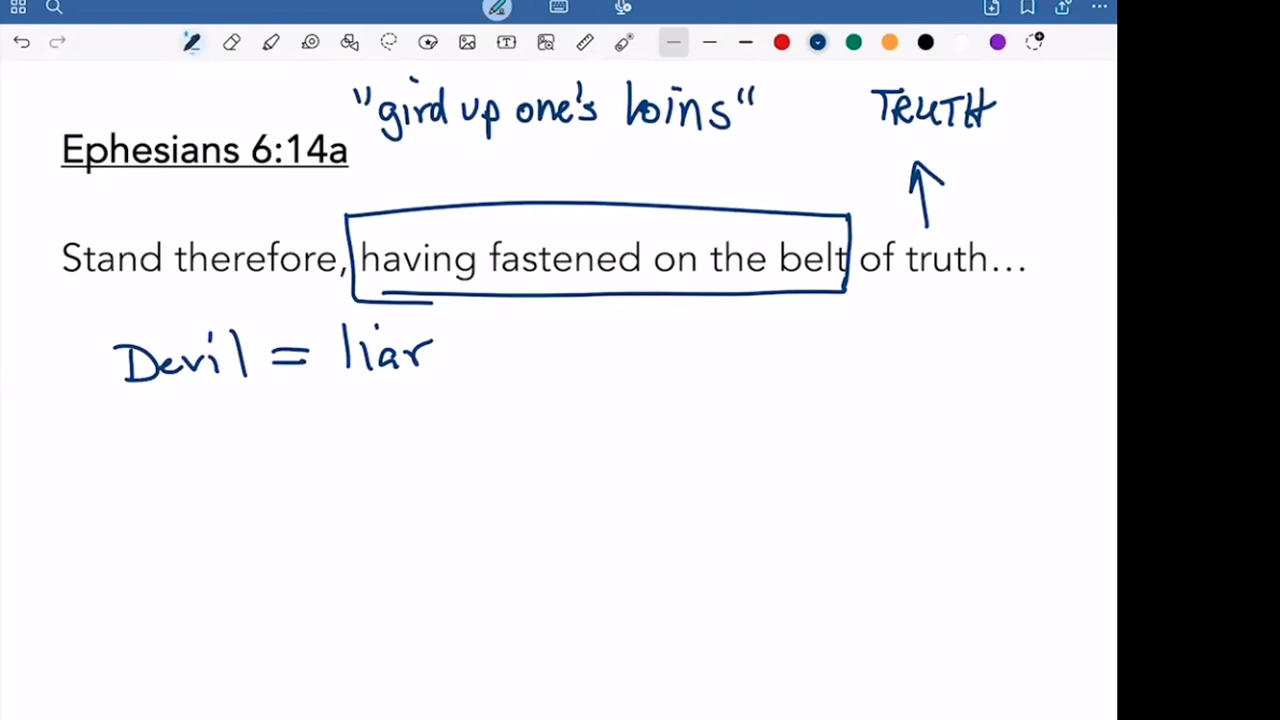 "gird up one's loins" TRUTH
Ephesians 6:14a
Stand therefore, having fastened on the belt of truth...
Devil = liar